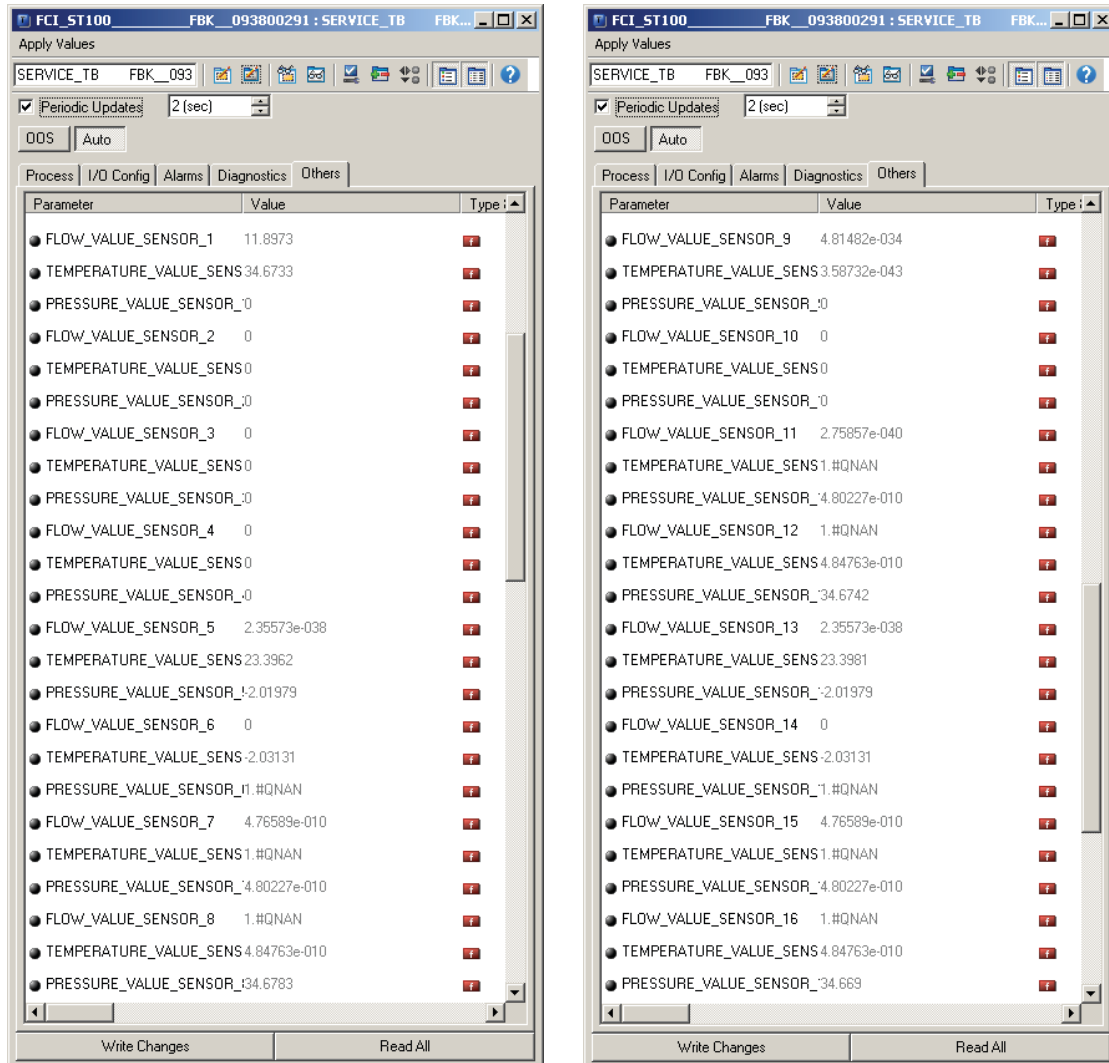 FCI_ST100________FBK__093800291 : SERVICE_TB FBK...
Apply Values
SERVICE_TB FBK__093
Periodic Updates 2 (sec)
OOS Auto
Process I/O Config Alarms Diagnostics Others
Parameter Value Type
FLOW_VALUE_SENSOR_1 11.8973
TEMPERATURE_VALUE_SENS 34.6733
PRESSURE_VALUE_SENSOR_ 0
FLOW_VALUE_SENSOR_2 0
TEMPERATURE_VALUE_SENS 0
PRESSURE_VALUE_SENSOR_ 0
FLOW_VALUE_SENSOR_3 0
TEMPERATURE_VALUE_SENS 0
PRESSURE_VALUE_SENSOR_ 0
FLOW_VALUE_SENSOR_4 0
TEMPERATURE_VALUE_SENS 0
PRESSURE_VALUE_SENSOR_ 0
FLOW_VALUE_SENSOR_5 2.35573e-038
TEMPERATURE_VALUE_SENS 23.3962
PRESSURE_VALUE_SENSOR_ -2.01979
FLOW_VALUE_SENSOR_6 0
TEMPERATURE_VALUE_SENS -2.03131
PRESSURE_VALUE_SENSOR_ 1.#QNAN
FLOW_VALUE_SENSOR_7 4.76589e-010
TEMPERATURE_VALUE_SENS 1.#QNAN
PRESSURE_VALUE_SENSOR_ 4.80227e-010
FLOW_VALUE_SENSOR_8 1.#QNAN
TEMPERATURE_VALUE_SENS 4.84763e-010
PRESSURE_VALUE_SENSOR_ 34.6783
Write Changes Read All
FCI_ST100________FBK__093800291 : SERVICE_TB FBK...
Apply Values
SERVICE_TB FBK__093
Periodic Updates 2 (sec)
OOS Auto
Process I/O Config Alarms Diagnostics Others
Parameter Value Type
FLOW_VALUE_SENSOR_9 4.81482e-034
TEMPERATURE_VALUE_SENS 3.58732e-043
PRESSURE_VALUE_SENSOR_ 0
FLOW_VALUE_SENSOR_10 0
TEMPERATURE_VALUE_SENS 0
PRESSURE_VALUE_SENSOR_ 0
FLOW_VALUE_SENSOR_11 2.75857e-040
TEMPERATURE_VALUE_SENS 1.#QNAN
PRESSURE_VALUE_SENSOR_ 4.80227e-010
FLOW_VALUE_SENSOR_12 1.#QNAN
TEMPERATURE_VALUE_SENS 4.84763e-010
PRESSURE_VALUE_SENSOR_ 34.6742
FLOW_VALUE_SENSOR_13 2.35573e-038
TEMPERATURE_VALUE_SENS 23.3981
PRESSURE_VALUE_SENSOR_ -2.01979
FLOW_VALUE_SENSOR_14 0
TEMPERATURE_VALUE_SENS -2.03131
PRESSURE_VALUE_SENSOR_ 1.#QNAN
FLOW_VALUE_SENSOR_15 4.76589e-010
TEMPERATURE_VALUE_SENS 1.#QNAN
PRESSURE_VALUE_SENSOR_ 4.80227e-010
FLOW_VALUE_SENSOR_16 1.#QNAN
TEMPERATURE_VALUE_SENS 4.84763e-010
PRESSURE_VALUE_SENSOR_ 34.669
Write Changes Read All